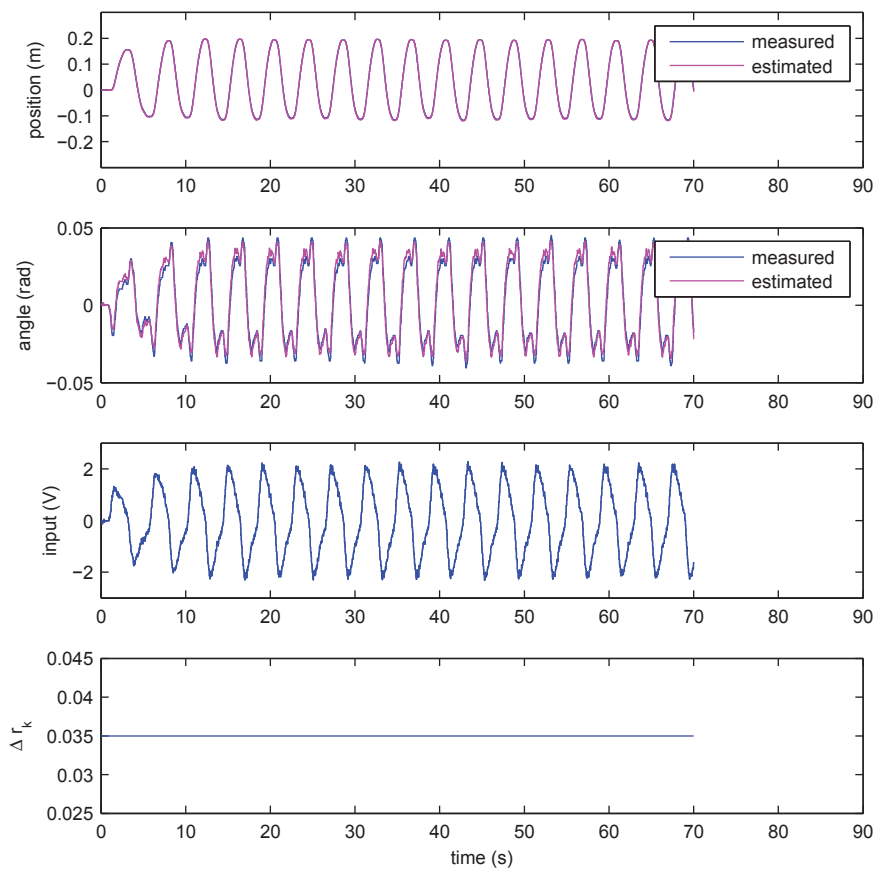 0.2
0.1
0
−0.1
−0.2
position (m)
measured
estimated
0 10 20 30 40 50 60 70 80 90
0.05
0
−0.05
angle (rad)
measured
estimated
0 10 20 30 40 50 60 70 80 90
2
0
−2
input (V)
0 10 20 30 40 50 60 70 80 90
0.045
0.04
0.035
0.03
0.025
Δ r_k
0 10 20 30 40 50 60 70 80 90
time (s)